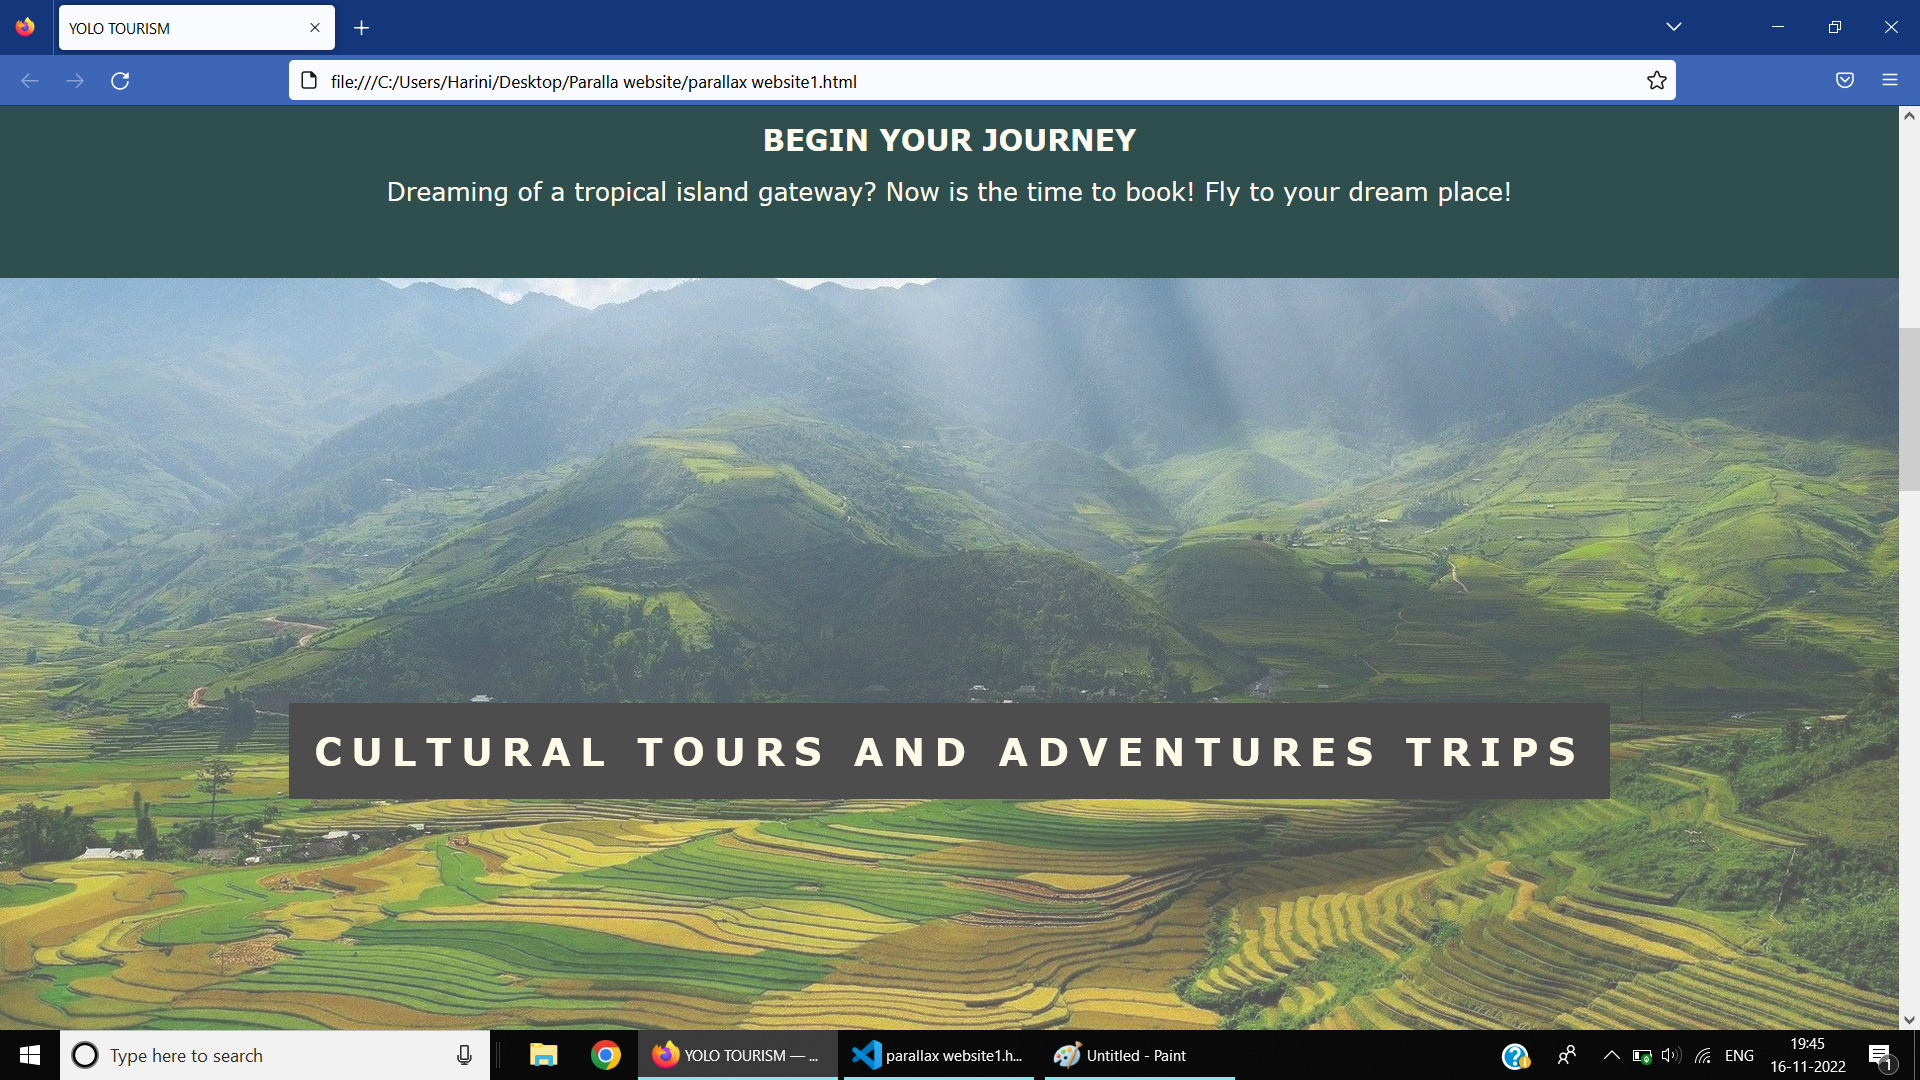 YOLO TOURISM
file:///C:/Users/Harini/Desktop/Paralla website/parallax website1.html
BEGIN YOUR JOURNEY
Dreaming of a tropical island gateway? Now is the time to book! Fly to your dream place!
CULTURAL TOURS AND ADVENTURES TRIPS
Type here to search
YOLO TOURISM — ...
parallax website1.h...
Untitled - Paint
ENG
19:45
16-11-2022
1